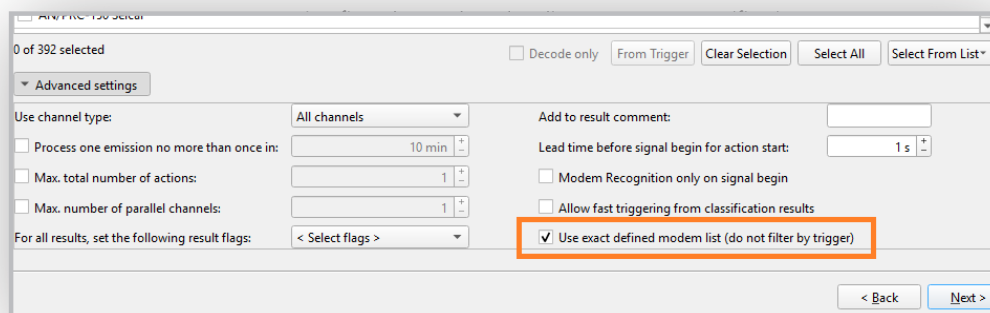 AN/PRC-150 Selcal
0 of 392 selected
Decode only
From Trigger
Clear Selection
Select All
Select From List
Advanced settings
Use channel type:
All channels
Add to result comment:
Process one emission no more than once in:
10 min
Lead time before signal begin for action start:
1 s
Max. total number of actions:
1
Modem Recognition only on signal begin
Max. number of parallel channels:
1
Allow fast triggering from classification results
For all results, set the following result flags:
< Select flags >
Use exact defined modem list (do not filter by trigger)
< Back
Next >